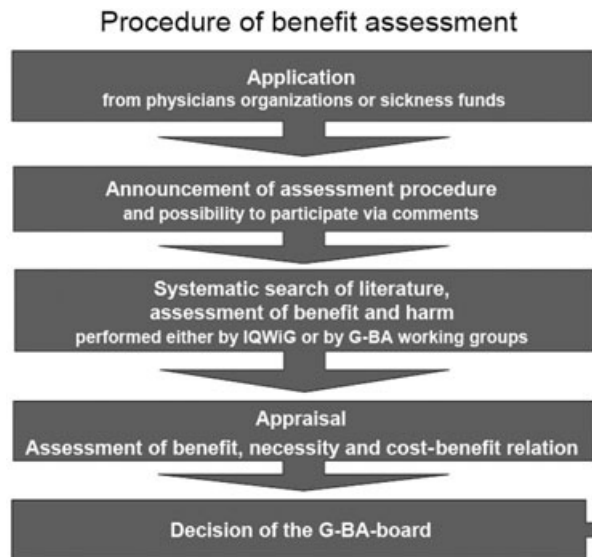 Procedure of benefit assessment
Application
from physicians organizations or sickness funds
Announcement of assessment procedure
and possibility to participate via comments
Systematic search of literature,
assessment of benefit and harm
performed either by IQWiG or by G-BA working groups
Appraisal
Assessment of benefit, necessity and cost-benefit relation
Decision of the G-BA-board